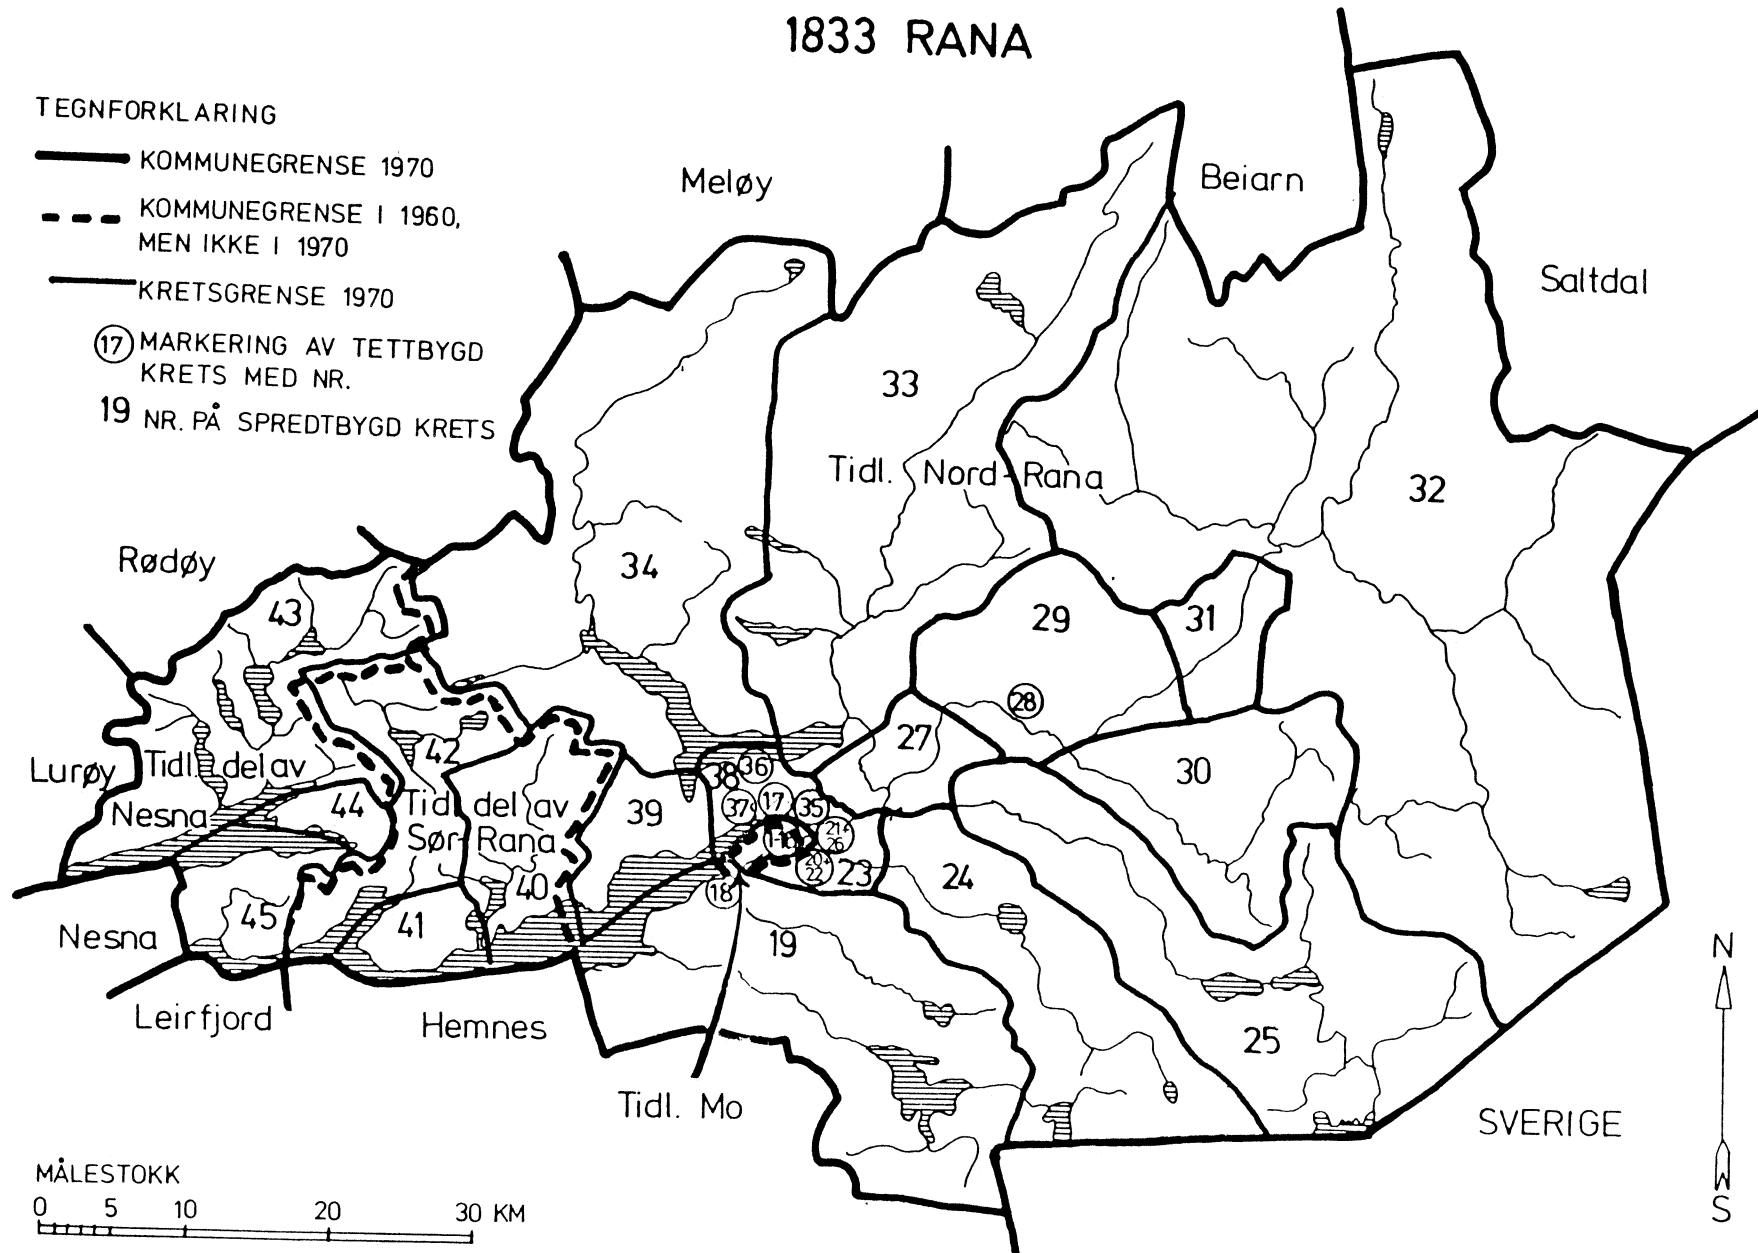 1833 RANA
TEGNFORKLARING
KOMMUNEGRENSE 1970
KOMMUNEGRENSE I 1960,
MEN IKKE I 1970
KRETSGRENSE 1970
17 MARKERING AV TETTBYGD
KRETS MED NR.
19 NR. PÅ SPREDTBYGD KRETS
Meløy
Beiarn
Saltdal
33
Tidl. Nord-Rana
32
Rødøy
34
43
29
31
28
27
30
42
Lurøy
Tidl. del av
Nesna
44
Tidl. del av
Sør-Rana
39
38
36
37
17
35
1-16
21+
26
20+
22
23
24
18
40
45
41
19
Nesna
Leirfjord
Hemnes
25
Tidl. Mo
SVERIGE
N
S
MÅLESTOKK
0 5 10 20 30 KM